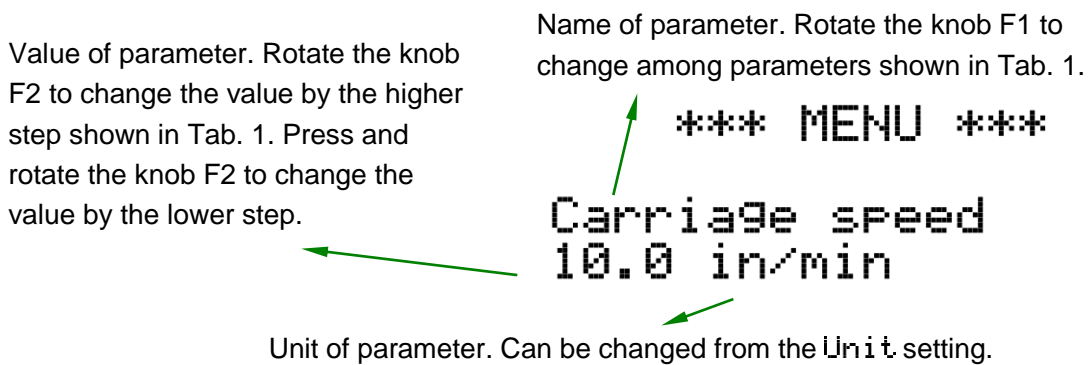 Value of parameter. Rotate the knob
F2 to change the value by the higher
step shown in Tab. 1. Press and
rotate the knob F2 to change the
value by the lower step.
Name of parameter. Rotate the knob F1 to
change among parameters shown in Tab. 1.
*** MENU ***
Carriage speed
10.0 in/min
Unit of parameter. Can be changed from the Unit setting.